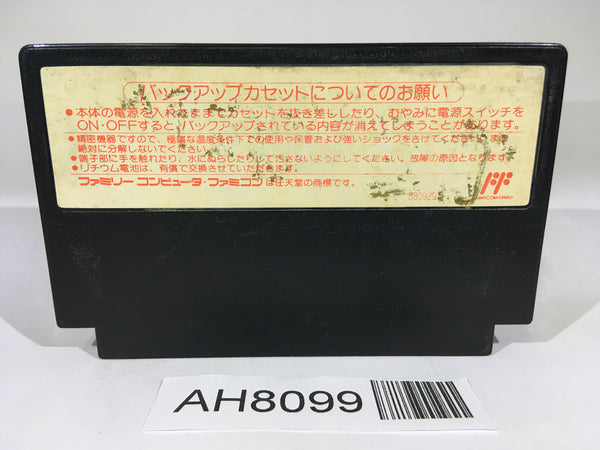 バックアップカセットについてのお願い
●本体の電源を入れたままでカセットを抜き差ししたり、むやみに電源スイッチを
ON・OFFするとバックアップされている内容が消えてしまうことがあります。
●精密機器ですので、極端な温度条件下での使用や保管および強いショックをさけてください。また
絶対に分解しないでください。
●端子部に手を触れたり、水にぬらしたりして汚さないようにしてください。故障の原因となります。
●リチウム電池は、有償で交換させていただきます。
ファミリーコンピュータ・ファミコンは任天堂の商標です。
FAMICOM FAMILY
AH8099